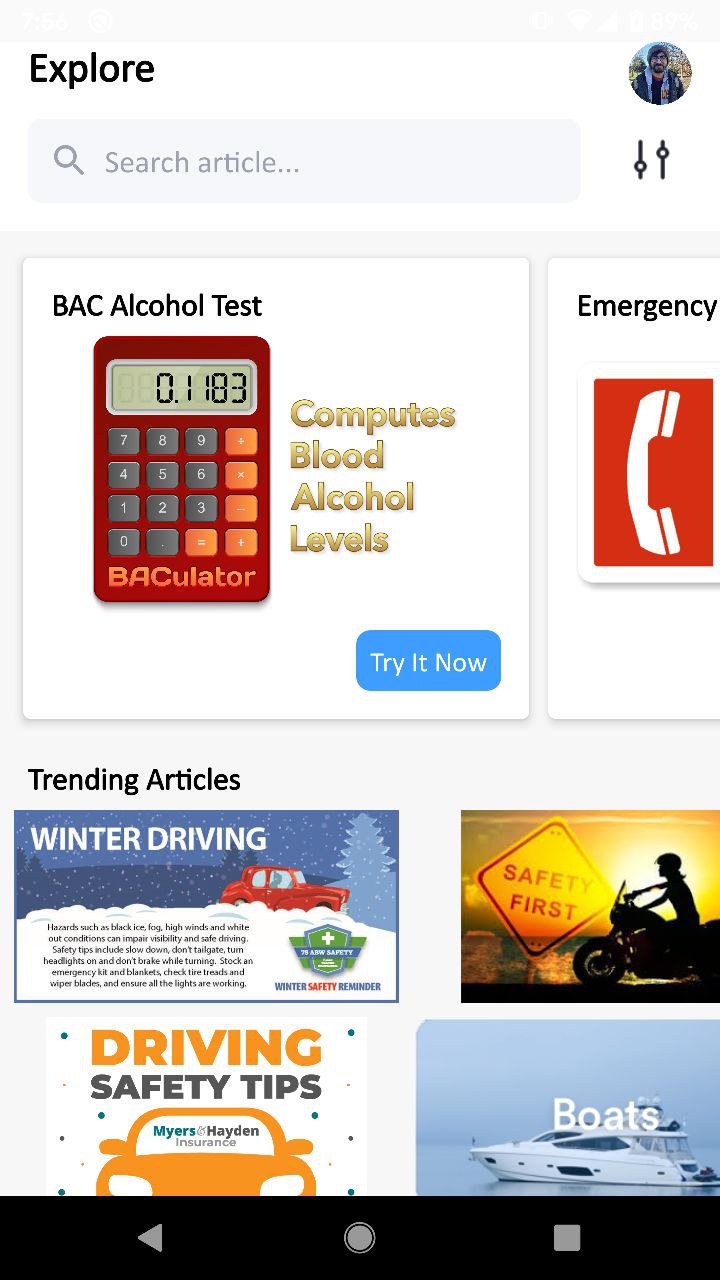 7:56
89%
Explore
Search article...
BAC Alcohol Test
Emergency
0.1183
Computes
Blood
Alcohol
Levels
7 8 9 ÷
4 5 6 ×
1 2 3 −
0 . = +
BACulator
Try It Now
Trending Articles
WINTER DRIVING
Hazards such as black ice, fog, high winds and white
out conditions can impair visibility and safe driving.
Safety tips include slow down, don't tailgate, turn
headlights on and don't brake while turning. Stock an
emergency kit and blankets, check tire treads and
wiper blades, and ensure all the lights are working.
75 ABW SAFETY
WINTER SAFETY REMINDER
SAFETY
FIRST
DRIVING
SAFETY TIPS
Myers&Hayden
Insurance
Boats